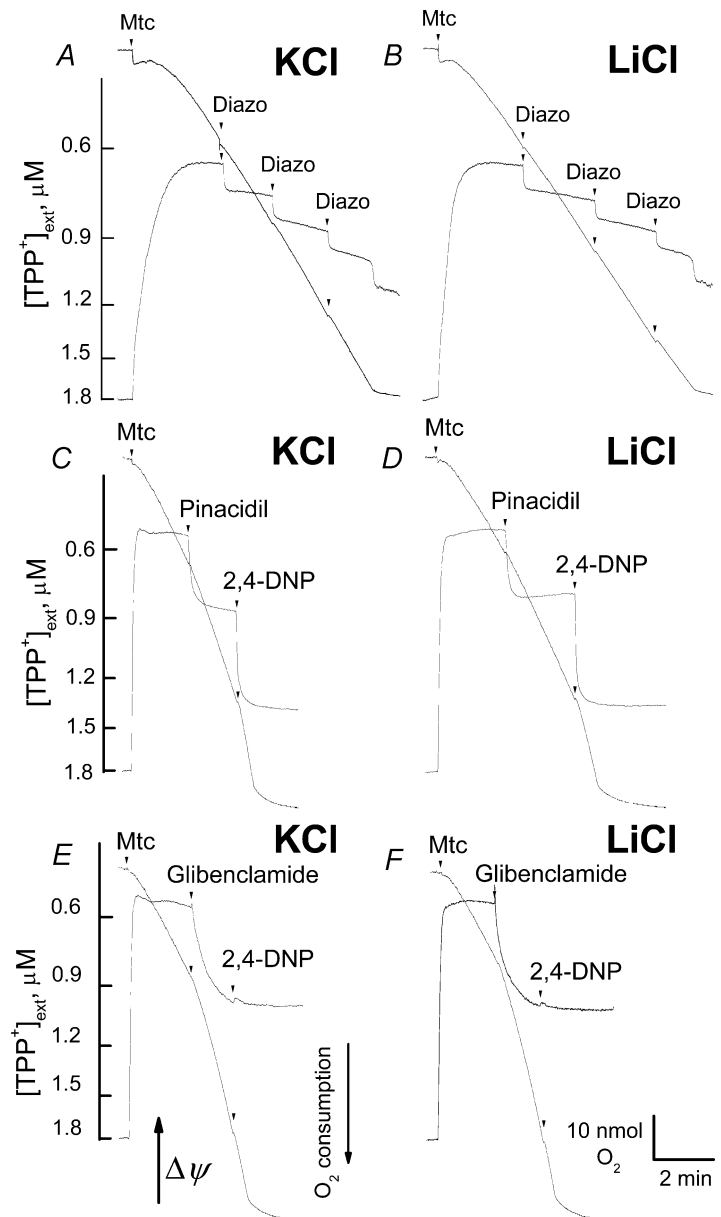 Mtc
A
KCl
Diazo
Diazo
Diazo
[TPP+]ext, μM
0.6
0.9
1.2
1.5
1.8
Mtc
B
LiCl
Diazo
Diazo
Diazo
Mtc
C
KCl
Pinacidil
2,4-DNP
[TPP+]ext, μM
0.6
0.9
1.2
1.5
1.8
Mtc
D
LiCl
Pinacidil
2,4-DNP
Mtc
E
KCl
Glibenclamide
2,4-DNP
[TPP+]ext, μM
0.6
0.9
1.2
1.5
1.8
Δψ
O2 consumption
Mtc
F
LiCl
Glibenclamide
2,4-DNP
10 nmol
O2
2 min